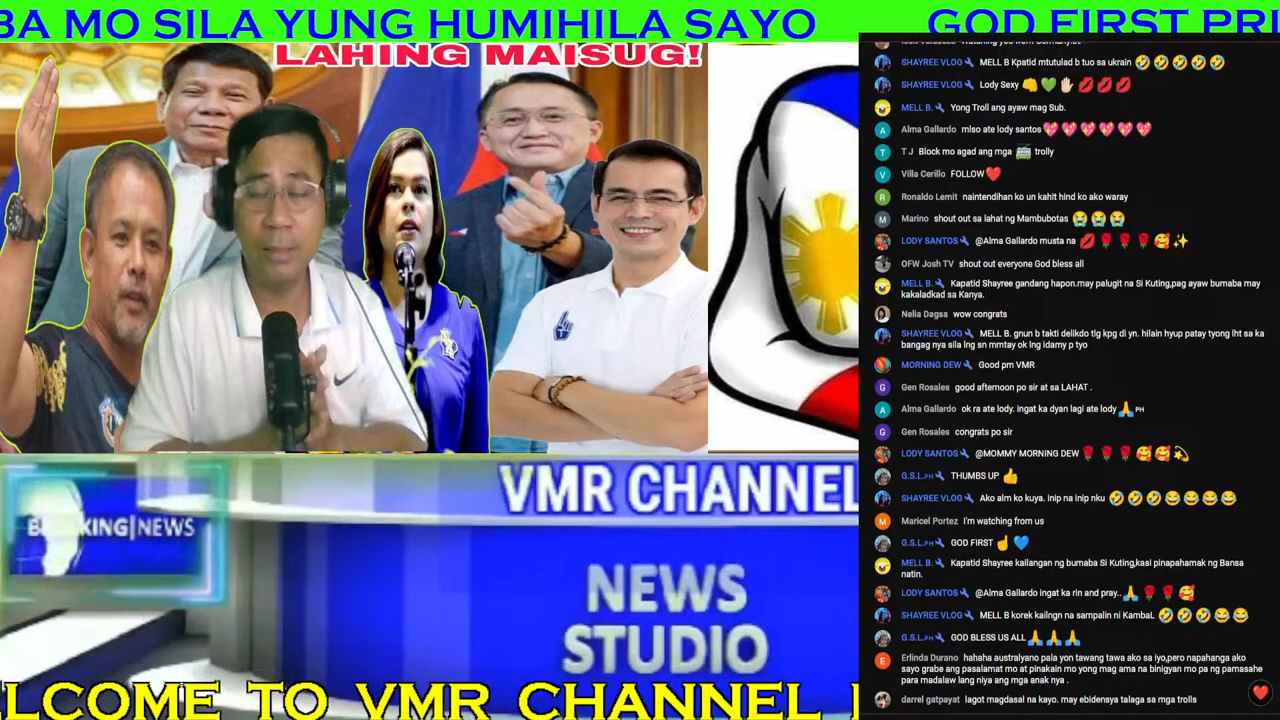 BA MO SILA YUNG HUMIHILA SAYO
GOD FIRST PRI
LAHING MAISUG!
VMR CHANNEL
BREAKING|NEWS
NEWS
STUDIO
LCOME TO VMR CHANNEL
SHAYREE VLOG MELL B Kpatid mtutulad b tuo sa ukrain 🤣🤣🤣🤣🤣
SHAYREE VLOG Lody Sexy 👊💚✋🏻💋💋💋
MELL B. Yong Troll ang ayaw mag Sub.
A Alma Gallardo mlso ate lody santos💖💖💖💖💖💖
T T J Block mo agad ang mga 🚎 trolly
V Villa Cerillo FOLLOW❤️
R Ronaldo Lemit naintendihan ko un kahit hind ko ako waray
M Marino shout out sa lahat ng Mambubotas 😭😭😭
LODY SANTOS @Alma Gallardo musta na 💋🌹🌹🌹🥰✨
OFW Josh TV shout out everyone God bless all
MELL B. Kapatid Shayree gandang hapon.may palugit na Si Kuting,pag ayaw bumaba may
kakaladkad sa Kanya.
Nelia Dagsa wow congrats
SHAYREE VLOG MELL B. gnun b takti delikdo tlg kpg di yn. hilain hyup patay tyong lht sa ka
bangag nya sila lng sn mmtay ok lng idamy p tyo
MORNING DEW Good pm VMR
G Gen Rosales good afternoon po sir at sa LAHAT .
A Alma Gallardo ok ra ate lody. ingat ka dyan lagi ate lody🙏PH
G Gen Rosales congrats po sir
LODY SANTOS @MOMMY MORNING DEW 🌹🌹🌹🥰🥰💫
G.S.L.PH THUMBS UP 👍
SHAYREE VLOG Ako alm ko kuya. inip na inip nku 🤣🤣🤣😂😂😂😂
M Maricel Portez I'm watching from us
G.S.L.PH GOD FIRST ☝️💙
MELL B. Kapatid Shayree kailangan ng bumaba Si Kuting,kasi pinapahamak ng Bansa
natin.
LODY SANTOS @Alma Gallardo ingat ka rin and pray..🙏🌹🌹🥰
SHAYREE VLOG MELL B korek kailngn na sampalin ni KambaL 🤣🤣🤣😂😂
G.S.L.PH GOD BLESS US ALL🙏🙏🙏
E Erlinda Durano hahaha australyano pala yon tawang tawa ako sa iyo,pero napahanga ako
sayo grabe ang pasalamat mo at pinakain mo yong mag ama na binigyan mo pa ng pamasahe
para madalaw lang niya ang mga anak nya .
darrel gatpayat lagot magdasal na kayo. may ebidensya talaga sa mga trolls